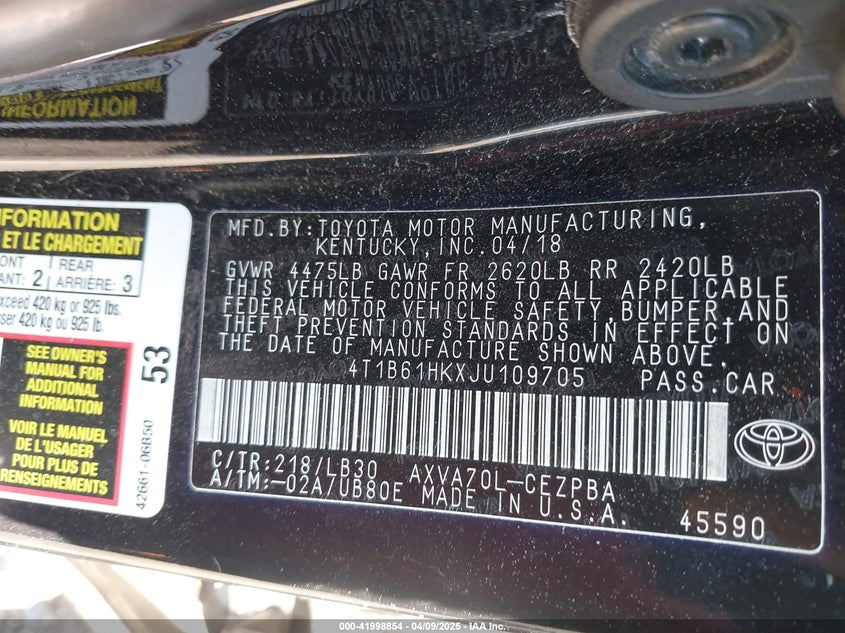 INFORMATION
NFORMATION
ET LE CHARGEMENT
ONT
ANT: 2
REAR
ARRIÈRE: 3
exceed 420 kg or 925 lbs.
ser 420 kg ou 925 lb.
SEE OWNER'S
MANUAL FOR
ADDITIONAL
INFORMATION
VOIR LE MANUEL
DE L'USAGER
POUR PLUS DE
RENSEIGNEMENTS
53
42661-06B50
MFD.BY:TOYOTA MOTOR MANUFACTURING,
KENTUCKY,INC.04/18
GVWR 4475LB GAWR FR 2620LB RR 2420LB
THIS VEHICLE CONFORMS TO ALL APPLICABLE
FEDERAL MOTOR VEHICLE SAFETY,BUMPER,AND
THEFT PREVENTION STANDARDS IN EFFECT ON
THE DATE OF MANUFACTURE SHOWN ABOVE.
4T1B61HKXJU109705 PASS.CAR
C/TR:218/LB30 AXVA70L-CEZPBA
A/TM:-02A/UB80E MADE IN U.S.A.
45590
000-41998854 - 04/09/2025 - IAA Inc.